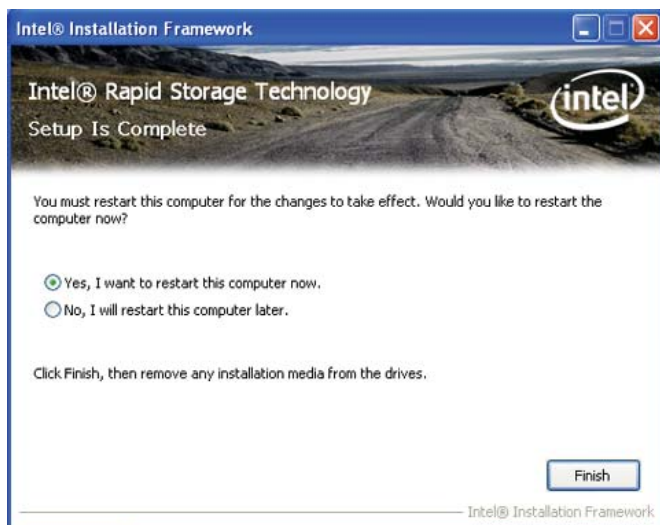 Intel® Installation Framework
Intel® Rapid Storage Technology
Setup Is Complete
intel
You must restart this computer for the changes to take effect. Would you like to restart the
computer now?
Yes, I want to restart this computer now.
No, I will restart this computer later.
Click Finish, then remove any installation media from the drives.
Finish
Intel® Installation Framework